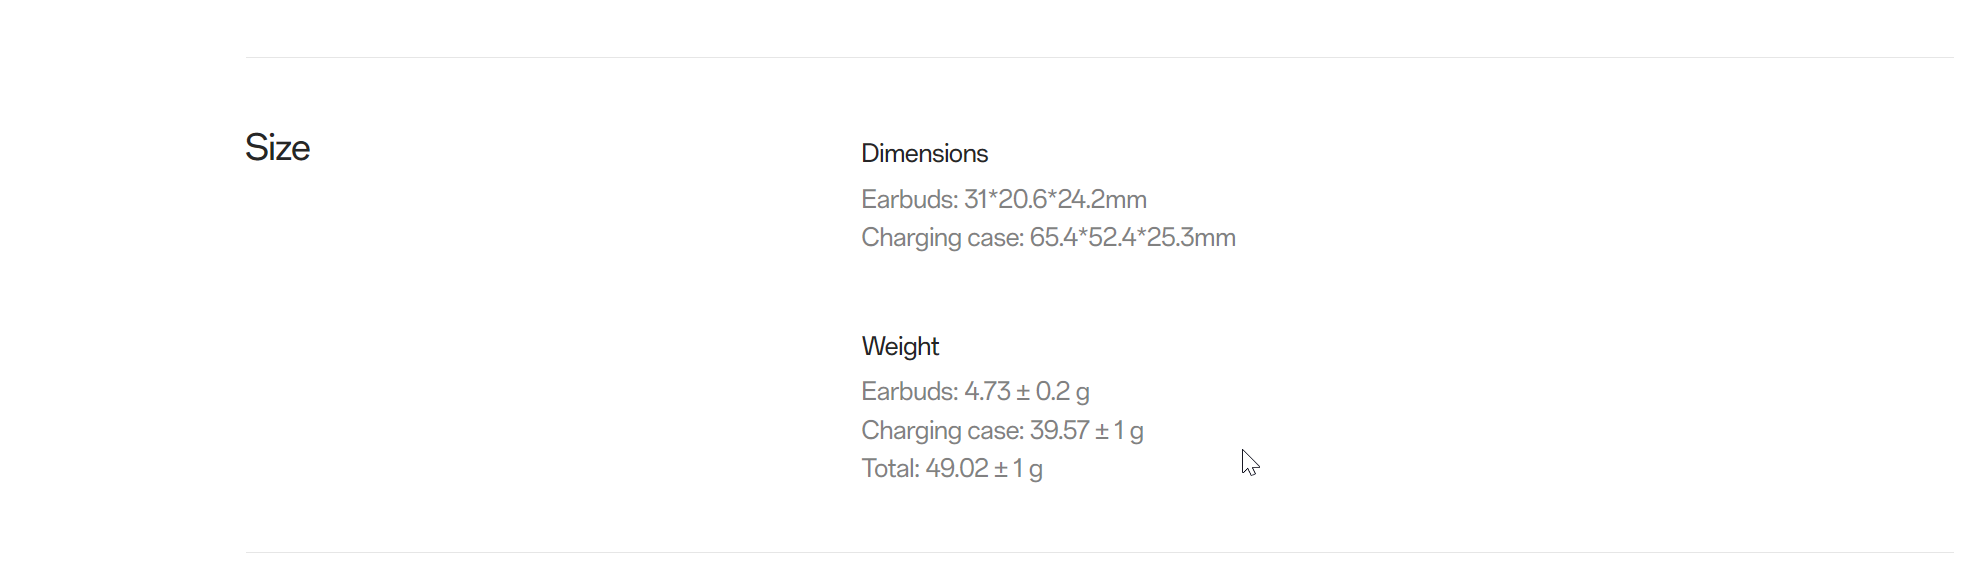 Size
Dimensions
Earbuds: 31*20.6*24.2mm
Charging case: 65.4*52.4*25.3mm
Weight
Earbuds: 4.73 ± 0.2 g
Charging case: 39.57 ± 1 g
Total: 49.02 ± 1 g